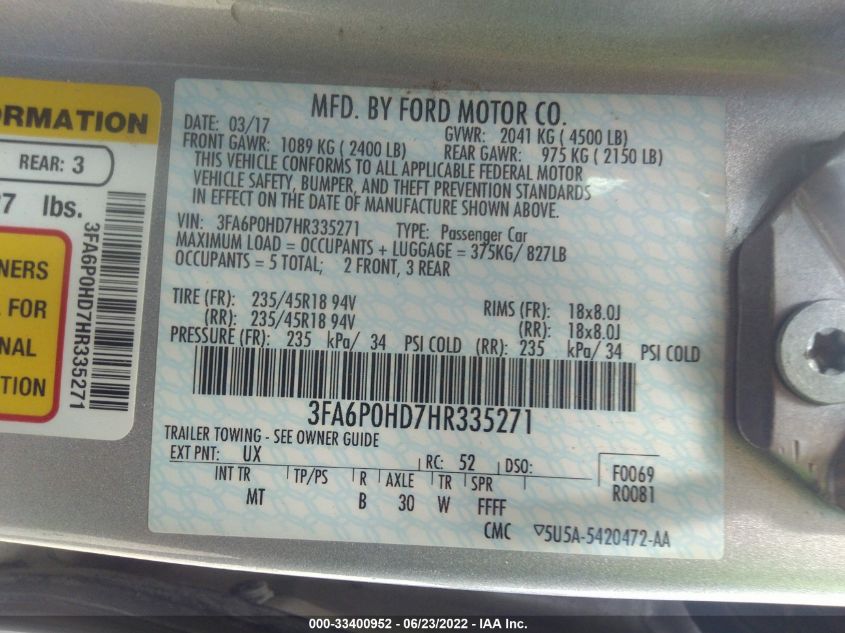 ORMATION
REAR: 3
7 lbs.
NERS
FOR
NAL
TION
3FA6P0HD7HR335271
MFD. BY FORD MOTOR CO.
DATE: 03/17 GVWR: 2041 KG ( 4500 LB)
FRONT GAWR: 1089 KG ( 2400 LB) REAR GAWR: 975 KG ( 2150 LB)
THIS VEHICLE CONFORMS TO ALL APPLICABLE FEDERAL MOTOR
VEHICLE SAFETY, BUMPER, AND THEFT PREVENTION STANDARDS
IN EFFECT ON THE DATE OF MANUFACTURE SHOWN ABOVE.
VIN: 3FA6P0HD7HR335271 TYPE: Passenger Car
MAXIMUM LOAD = OCCUPANTS + LUGGAGE = 375KG/ 827LB
OCCUPANTS = 5 TOTAL; 2 FRONT, 3 REAR
TIRE (FR): 235/45R18 94V RIMS (FR): 18x8.0J
(RR): 235/45R18 94V (RR): 18x8.0J
PRESSURE (FR): 235 kPa/ 34 PSI COLD (RR): 235 kPa/ 34 PSI COLD
3FA6P0HD7HR335271
TRAILER TOWING - SEE OWNER GUIDE
EXT PNT: UX RC: 52 DSO: F0069
R0081
INT TR TP/PS R AXLE TR SPR
MT B 30 W FFFF
CMC 5U5A-5420472-AA
000-33400952 - 06/23/2022 - IAA Inc.